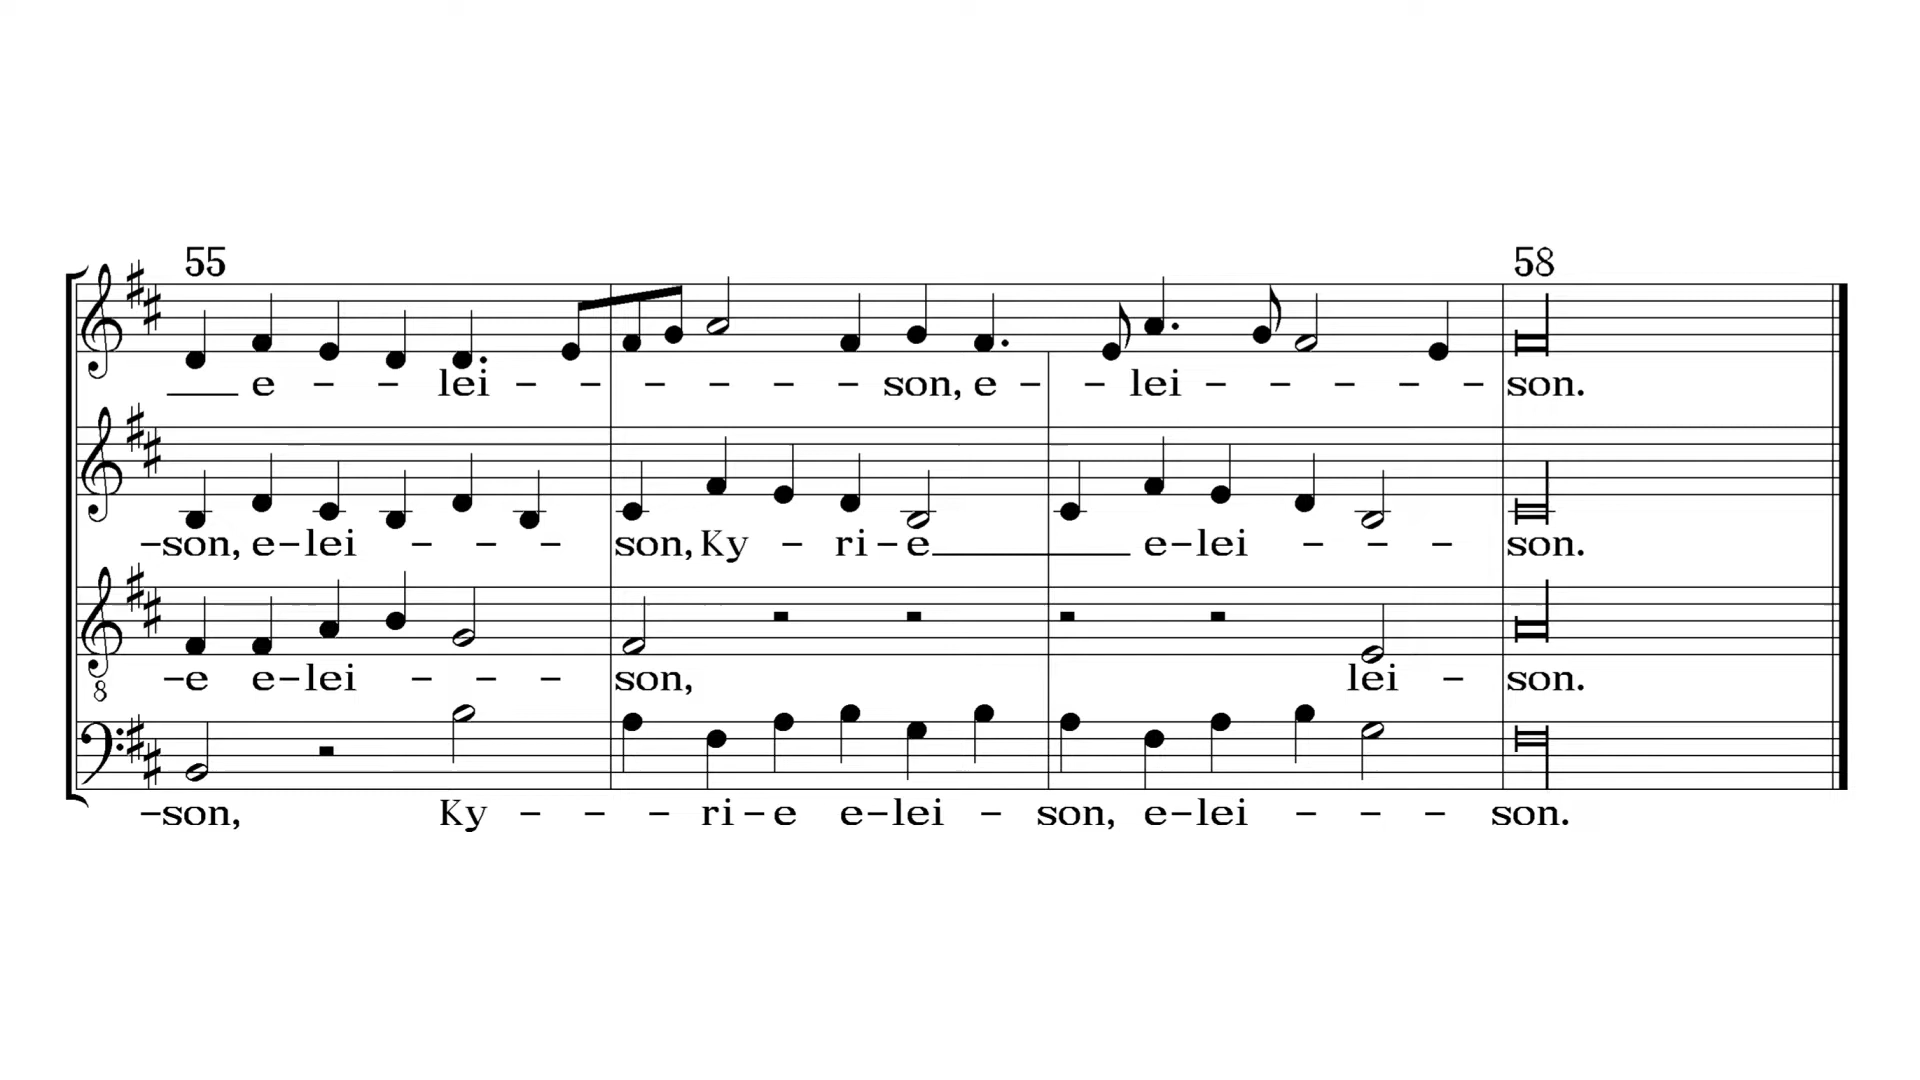 55 58
e - - lei - - - - - - son, e - - lei - - - - - son.
-son, e-lei - - - son, Ky - ri-e e-lei - - - son.
-e e-lei - - - son, lei - son.
8
-son, Ky - - - ri-e e-lei - son, e-lei - - - son.